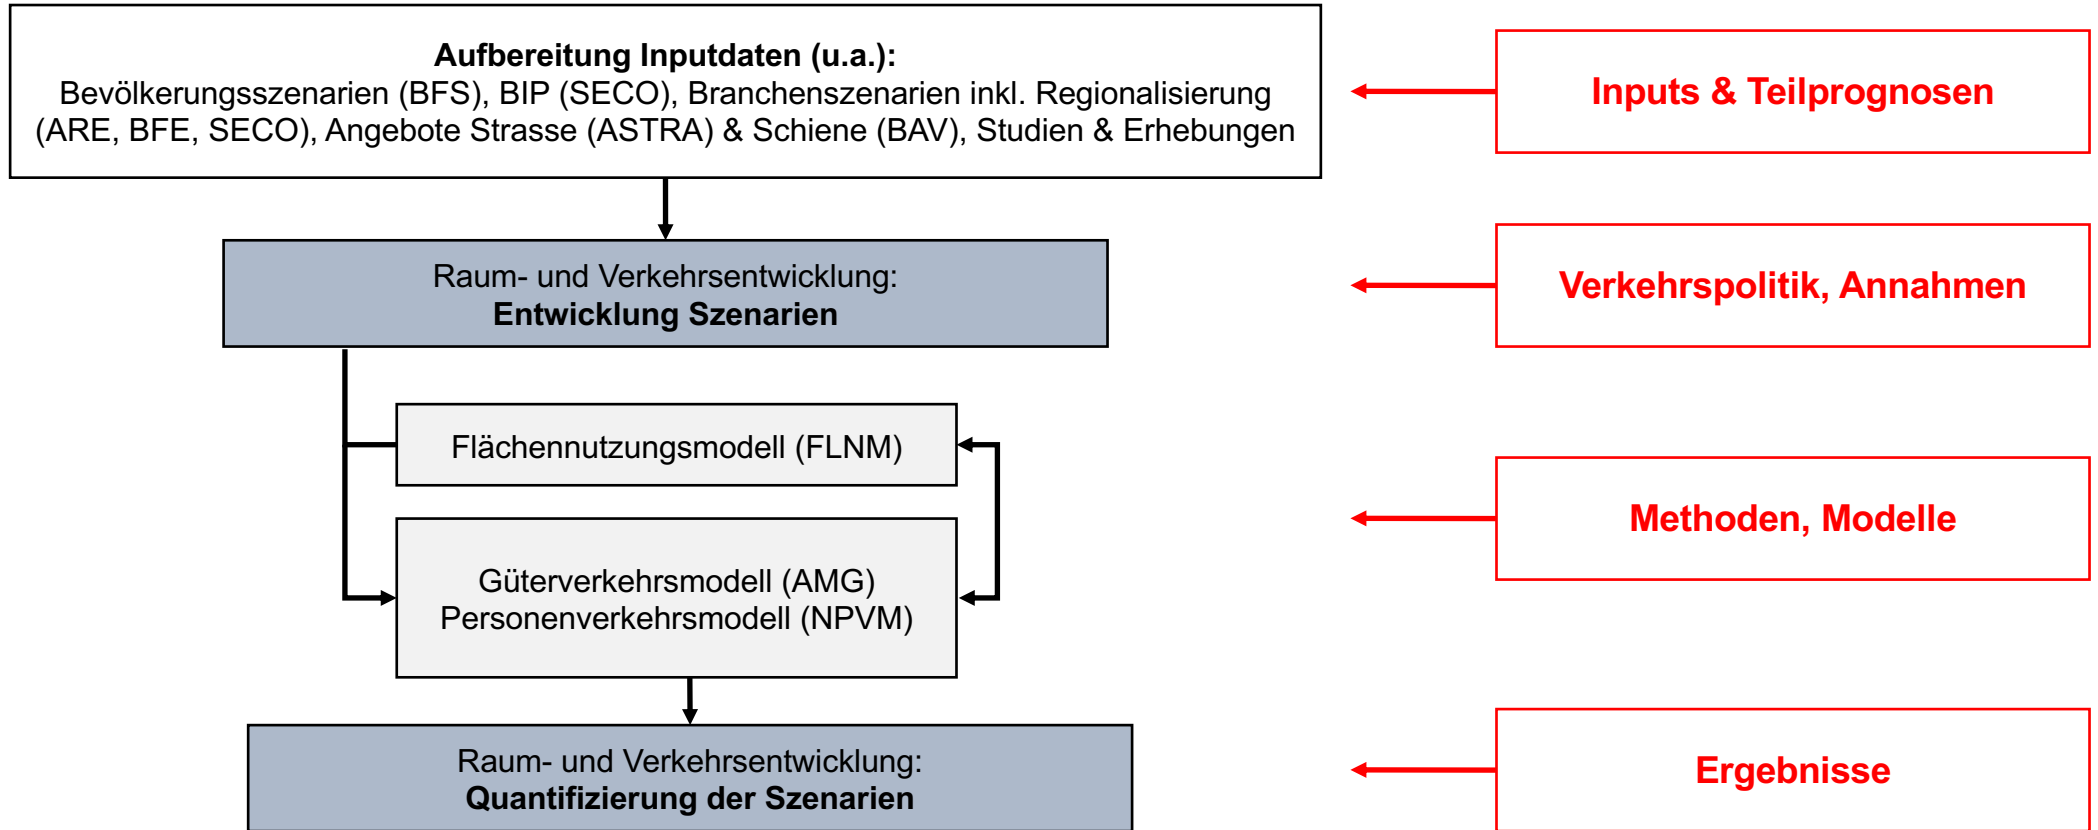 Aufbereitung Inputdaten (u.a.):
Bevölkerungsszenarien (BFS), BIP (SECO), Branchenszenarien inkl. Regionalisierung
(ARE, BFE, SECO), Angebote Strasse (ASTRA) & Schiene (BAV), Studien & Erhebungen
Inputs & Teilprognosen
Raum- und Verkehrsentwicklung:
Entwicklung Szenarien
Verkehrspolitik, Annahmen
Flächennutzungsmodell (FLNM)
Güterverkehrsmodell (AMG)
Personenverkehrsmodell (NPVM)
Methoden, Modelle
Raum- und Verkehrsentwicklung:
Quantifizierung der Szenarien
Ergebnisse